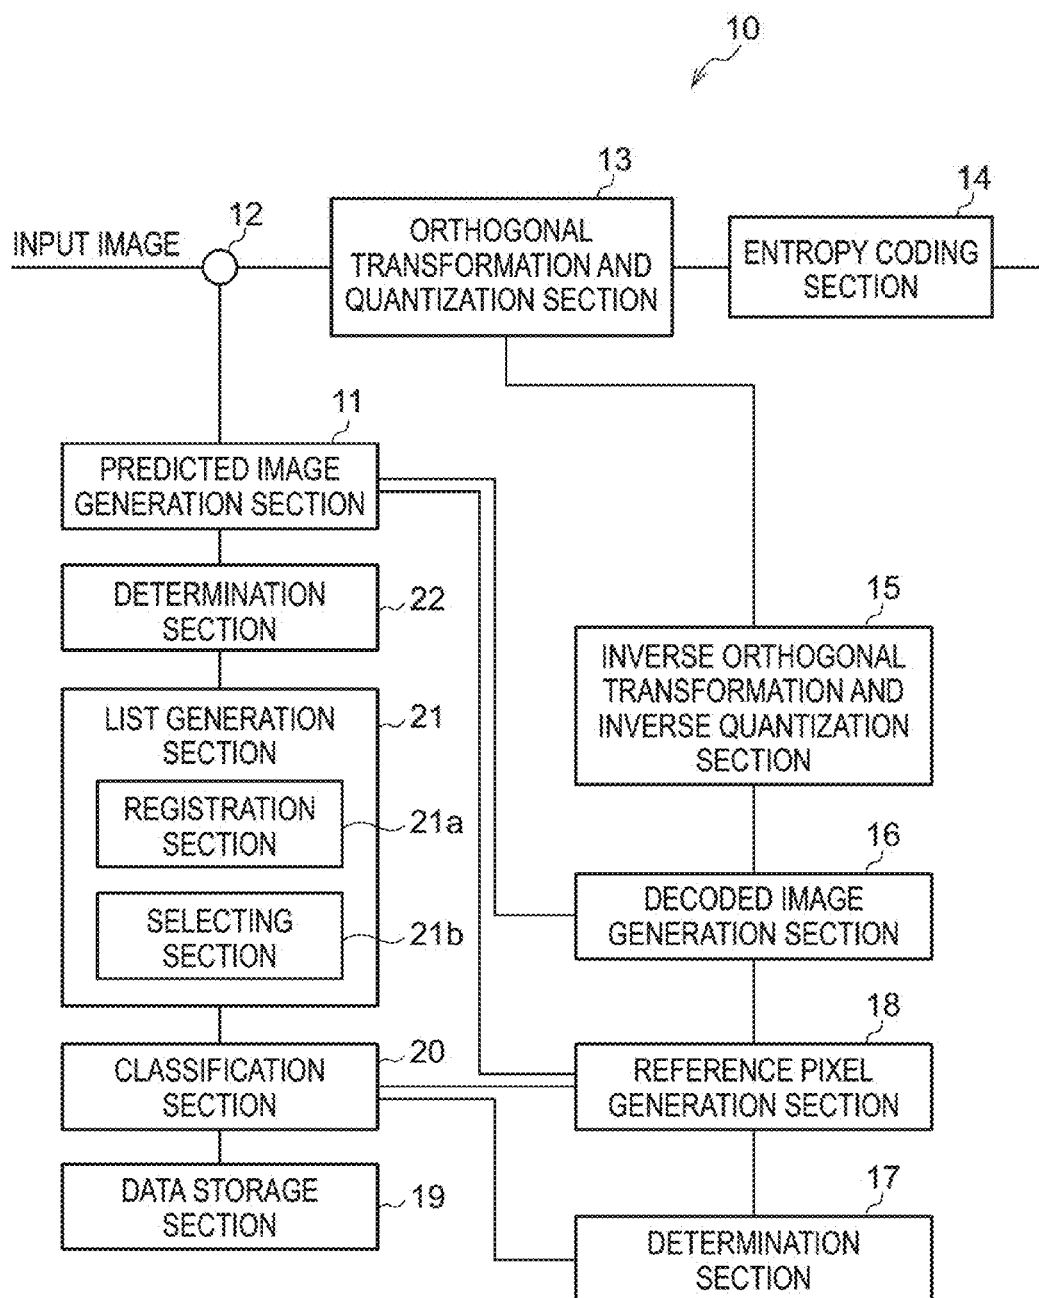 10
13
14
12
INPUT IMAGE
ORTHOGONAL
TRANSFORMATION AND
QUANTIZATION SECTION
ENTROPY CODING
SECTION
11
PREDICTED IMAGE
GENERATION SECTION
DETERMINATION
SECTION
22
15
INVERSE ORTHOGONAL
TRANSFORMATION AND
INVERSE QUANTIZATION
SECTION
LIST GENERATION
SECTION
21
REGISTRATION
SECTION
21a
SELECTING
SECTION
21b
16
DECODED IMAGE
GENERATION SECTION
18
REFERENCE PIXEL
GENERATION SECTION
CLASSIFICATION
SECTION
20
DATA STORAGE
SECTION
19
17
DETERMINATION
SECTION